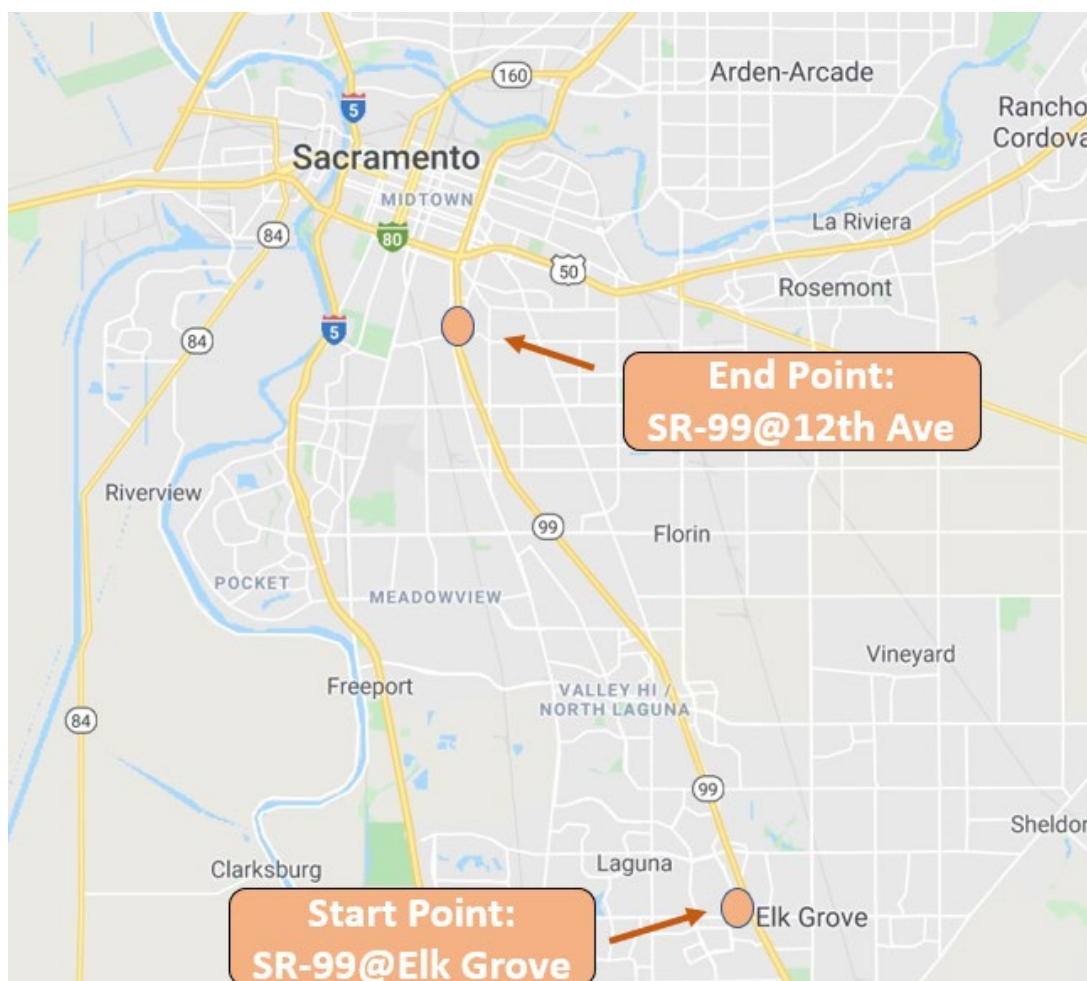 160
Arden-Arcade
5
Rancho
Cordova
Sacramento
MIDTOWN
84
80
La Riviera
50
Rosemont
5
84
End Point:
SR-99@12th Ave
Riverview
99
Florin
POCKET
MEADOWVIEW
Vineyard
Freeport
VALLEY HI /
NORTH LAGUNA
84
99
Sheldon
Clarksburg
Laguna
Start Point:
SR-99@Elk Grove
Elk Grove